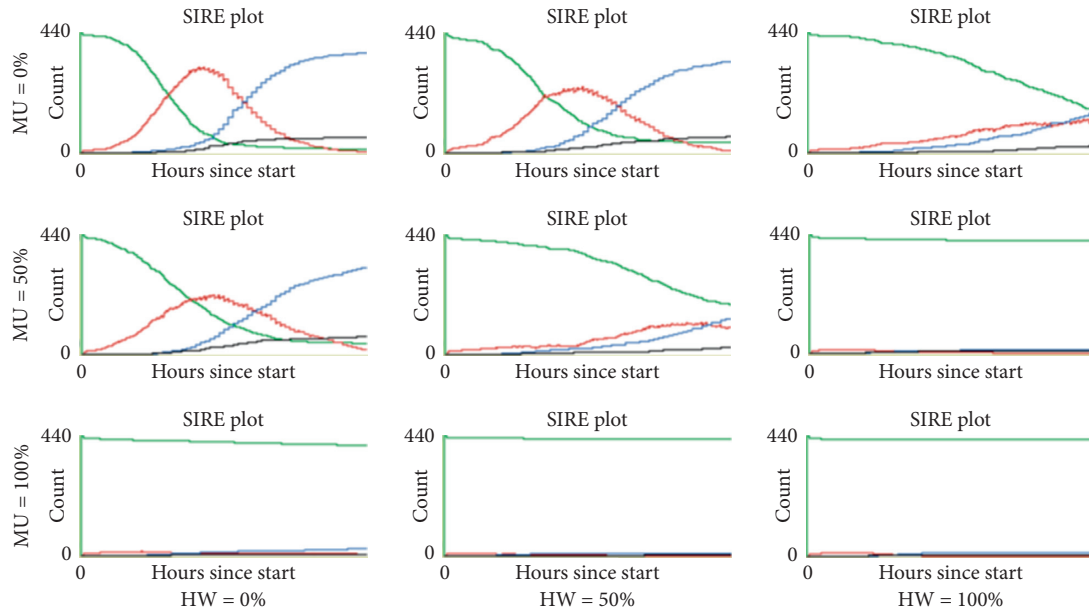 SIRE plot SIRE plot SIRE plot
440 440 440
MU = 0%
Count Count Count
0 0 0
0 Hours since start 0 Hours since start 0 Hours since start
SIRE plot SIRE plot SIRE plot
440 440 440
MU = 50%
Count Count Count
0 0 0
0 Hours since start 0 Hours since start 0 Hours since start
SIRE plot SIRE plot SIRE plot
440 440 440
MU = 100%
Count Count Count
0 0 0
0 Hours since start 0 Hours since start 0 Hours since start
HW = 0% HW = 50% HW = 100%